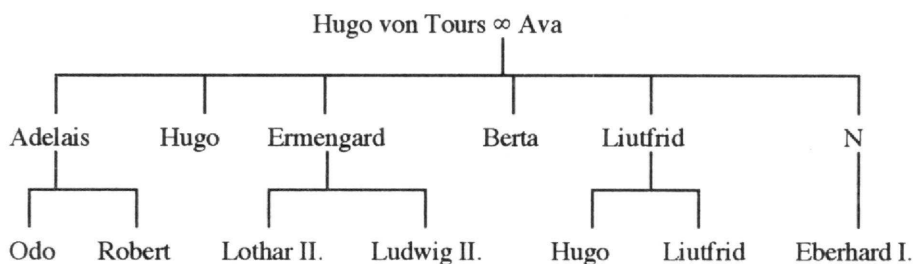 Hugo von Tours ∞ Ava
Adelais Hugo Ermengard Berta Liutfrid N
Odo Robert Lothar II. Ludwig II. Hugo Liutfrid Eberhard I.